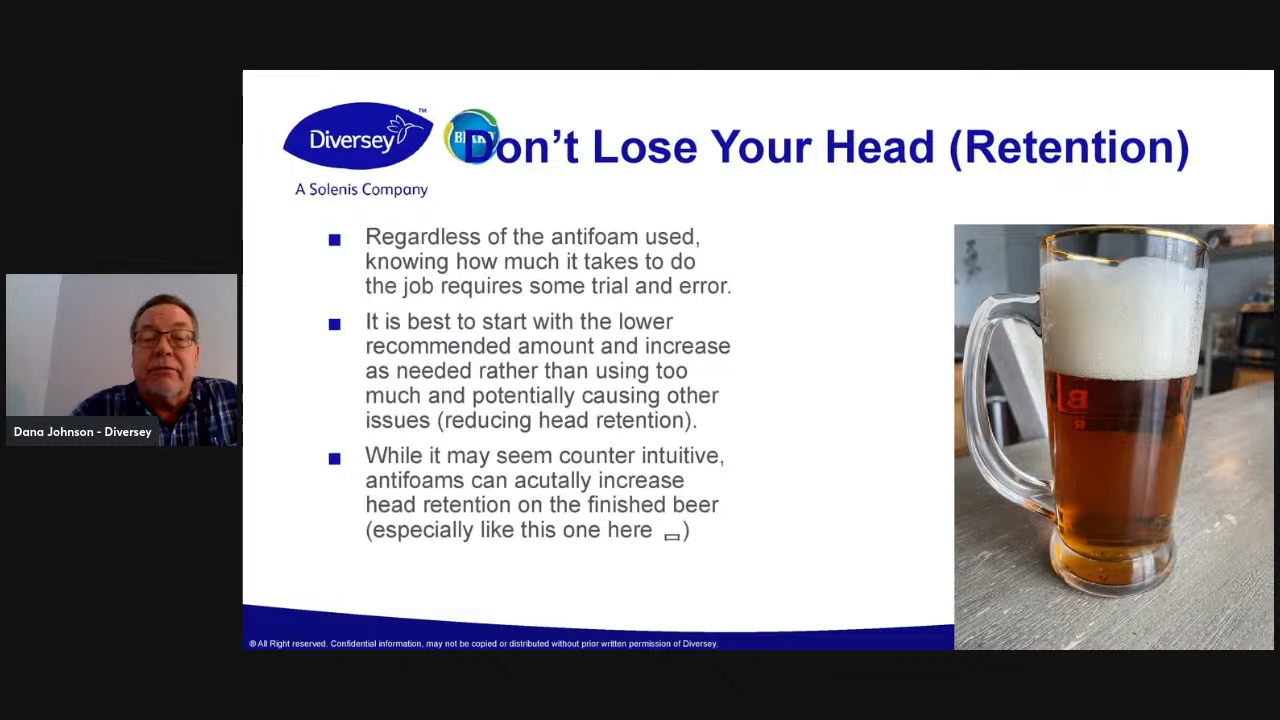 Diversey™
A Solenis Company
Don’t Lose Your Head (Retention)
■ Regardless of the antifoam used,
knowing how much it takes to do
the job requires some trial and error.
■ It is best to start with the lower
recommended amount and increase
as needed rather than using too
much and potentially causing other
issues (reducing head retention).
■ While it may seem counter intuitive,
antifoams can acutally increase
head retention on the finished beer
(especially like this one here ▭)
Dana Johnson - Diversey
® All Right reserved. Confidential information, may not be copied or distributed without prior written permission of Diversey.